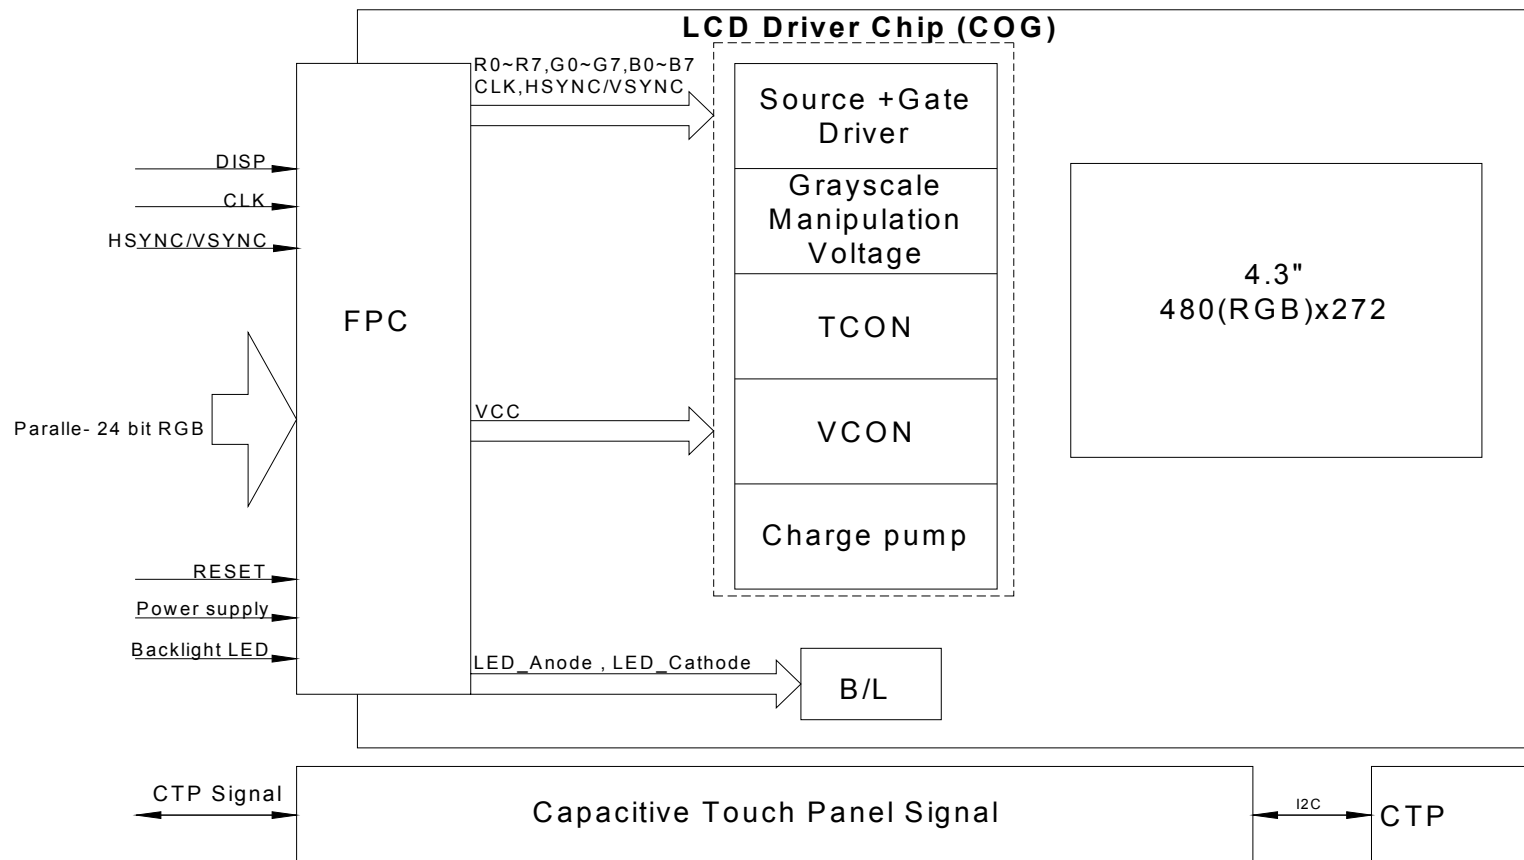 LCD Driver Chip (COG)
R0~R7,G0~G7,B0~B7
CLK,HSYNC/VSYNC
Source +Gate
Driver
DISP
CLK
HSYNC/VSYNC
Grayscale
Manipulation
Voltage
4.3"
480(RGB)x272
FPC
TCON
Paralle- 24 bit RGB
VCC
VCON
Charge pump
RESET
Power supply
Backlight LED
LED_Anode , LED_Cathode
B/L
CTP Signal
Capacitive Touch Panel Signal
I2C
CTP